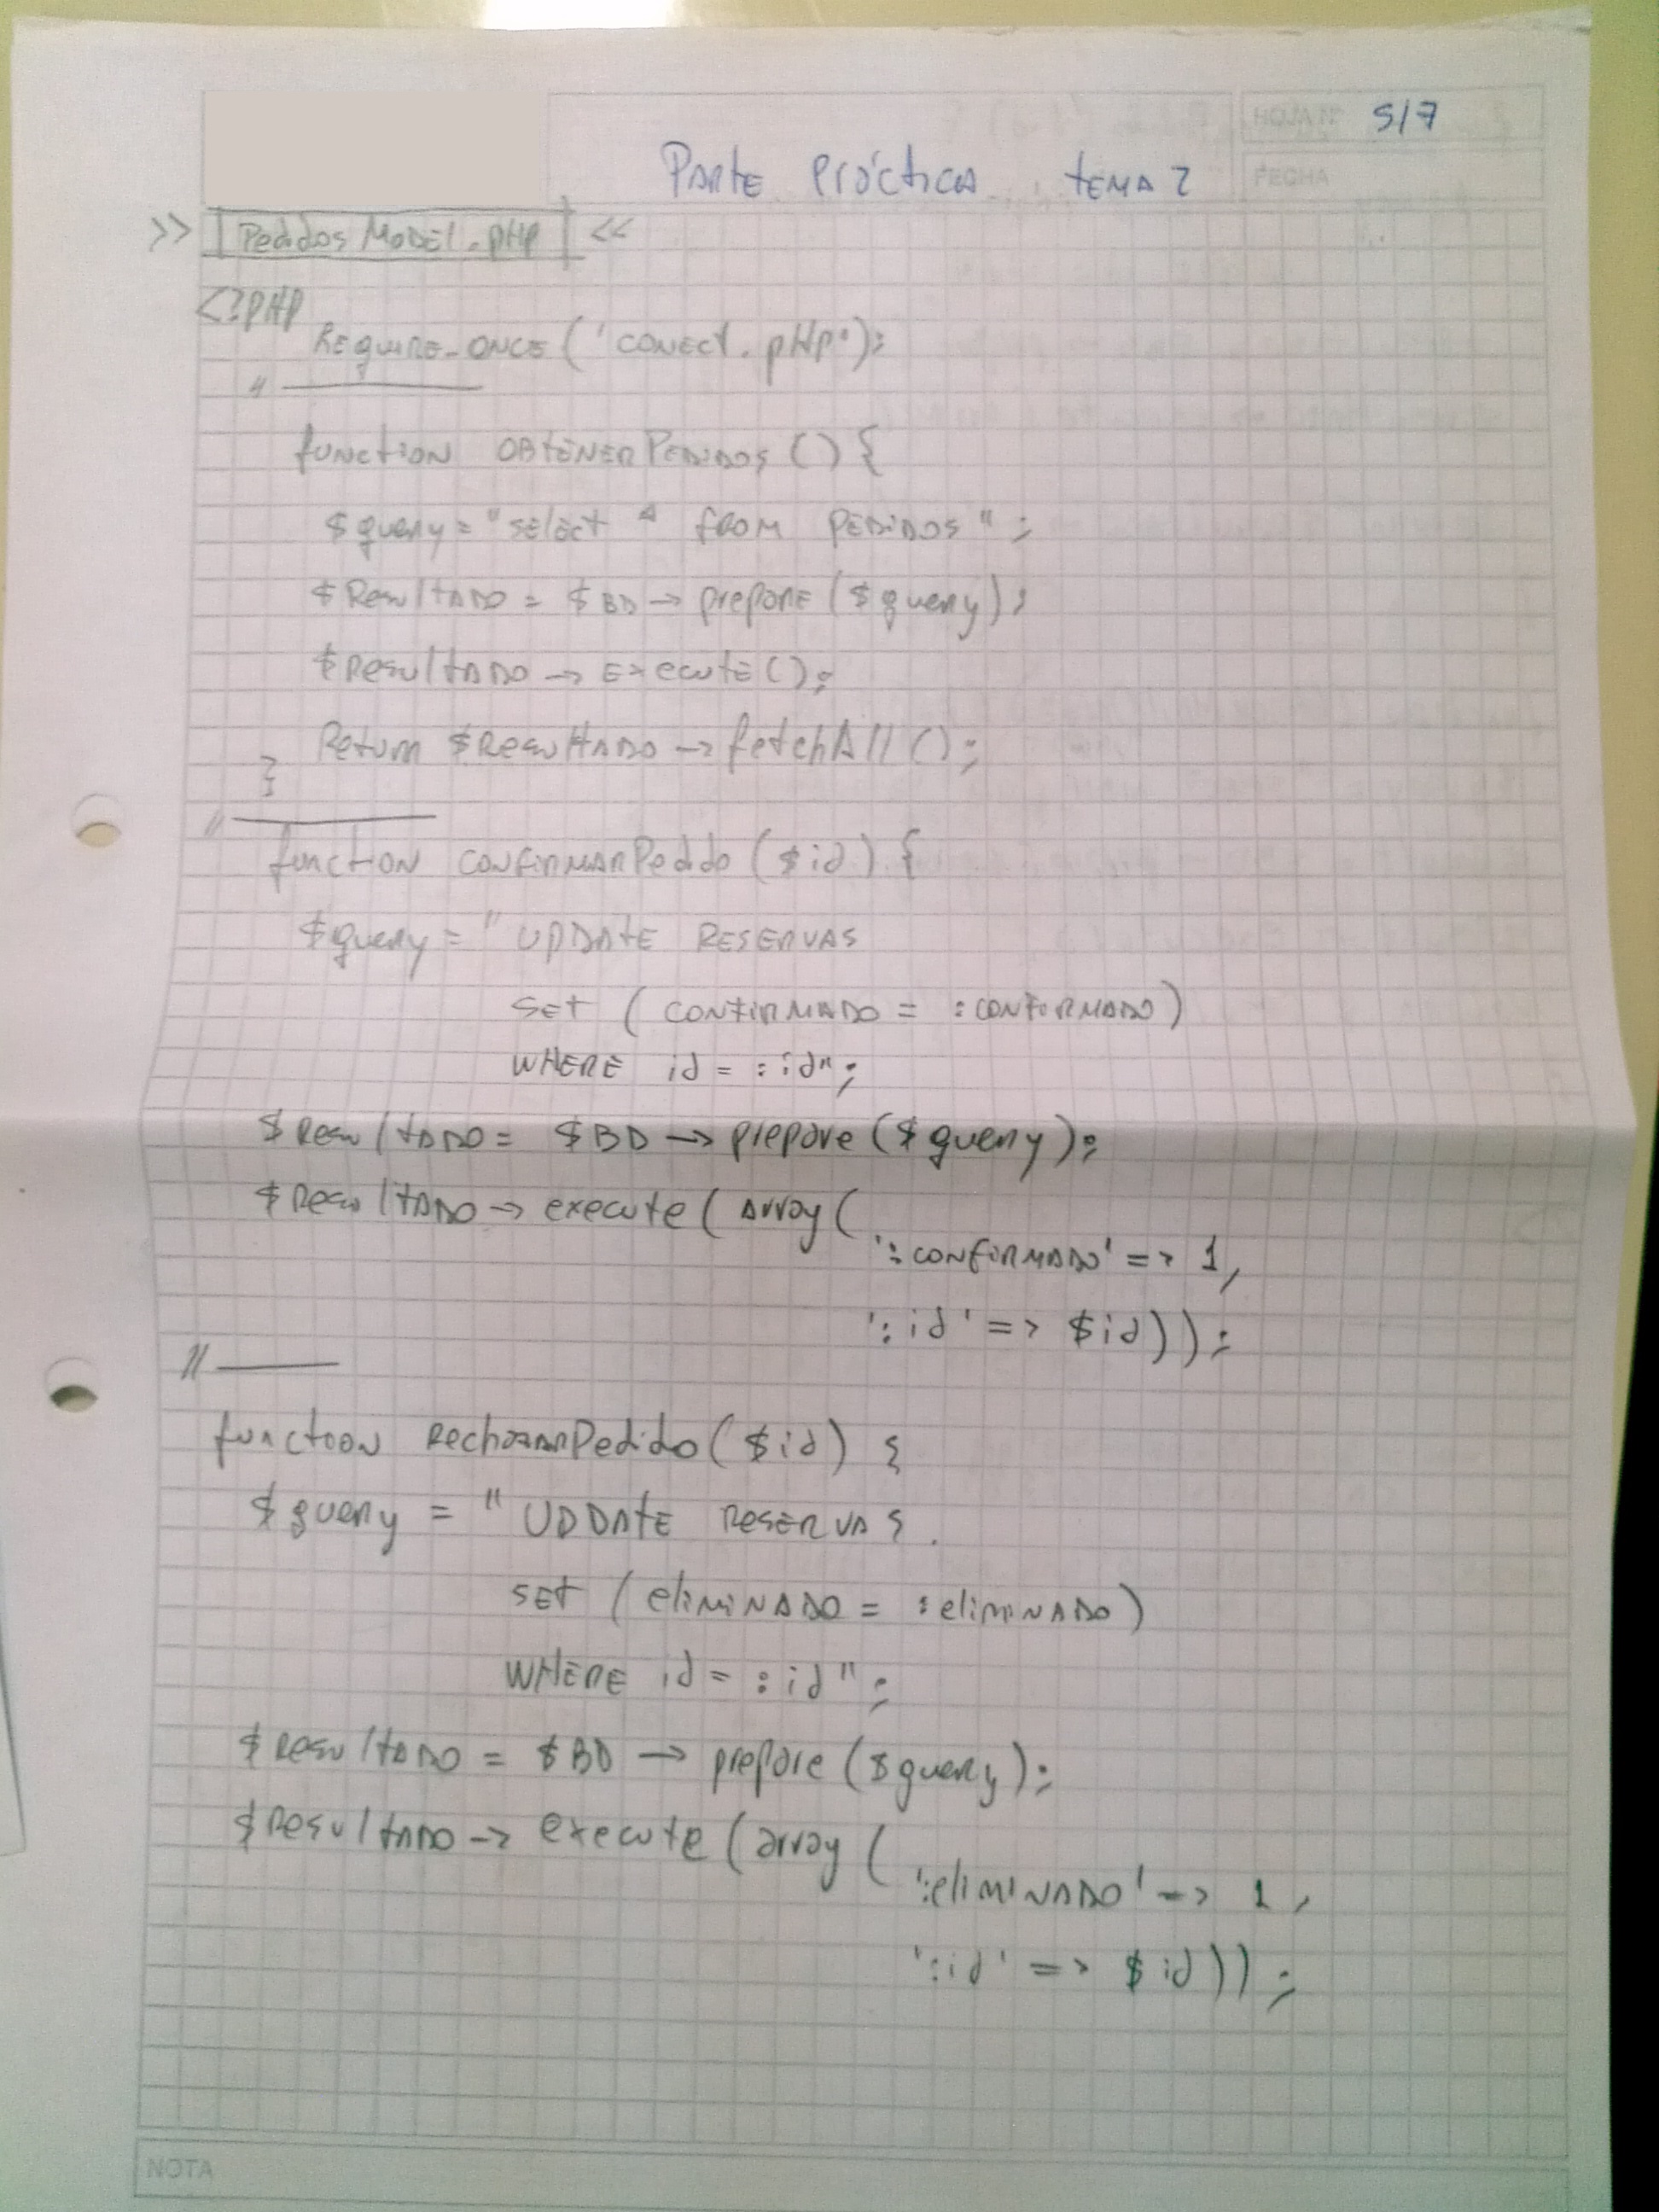 HOJA Nº 5/7
Parte Práctica tema 2
FECHA
>> Pedidos Model.PHP <<
<?PHP
Require_once('conect.pHp');
//
function obtenerPedidos () {
$query = "select * from pedidos" ;
$Resultado = $BD -> prepare ($query) ;
$resultado -> execute();
Return $Resultado -> fetchAll ();
}
//
function confirmarPedido ($id) {
$query = " UPDATE RESERVAS
SET (confirmado = :confirmado)
WHERE id = :id";
$resultado = $BD -> prepare ($query);
$resultado -> execute ( array (
':confirmado' => 1,
':id' => $id));
//
function RechazarPedido ($id) {
$query = " UPDATE RESERVAS
SET (eliminado = :eliminado)
WHERE id = :id" ;
$resultado = $BD -> prepare ($query);
$resultado -> execute (array (
':eliminado' => 1 ,
':id' => $id)) ;
NOTA